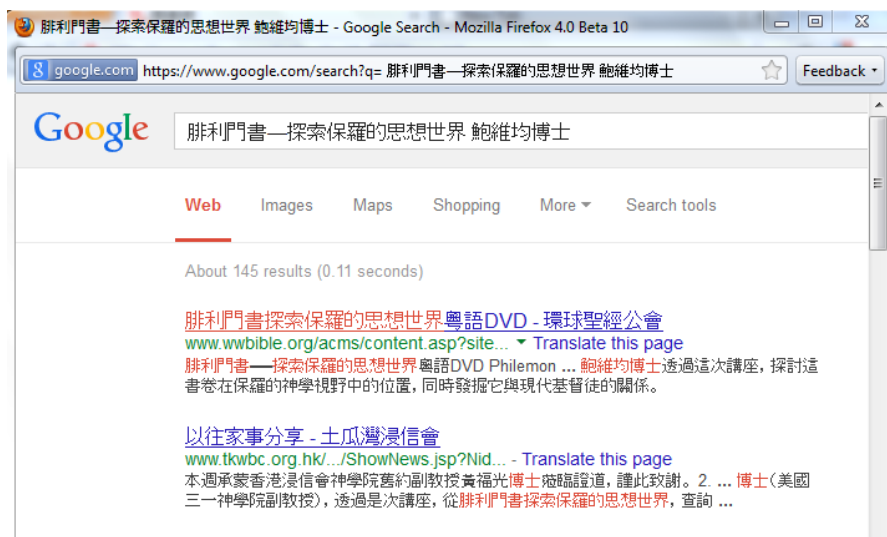 腓利門書—探索保羅的思想世界 鮑維均博士 - Google Search - Mozilla Firefox 4.0 Beta 10
8 google.com https://www.google.com/search?q= 腓利門書—探索保羅的思想世界 鮑維均博士 Feedback
Google 腓利門書—探索保羅的思想世界 鮑維均博士
Web Images Maps Shopping More Search tools
About 145 results (0.11 seconds)
腓利門書探索保羅的思想世界粵語DVD - 環球聖經公會
www.wwbible.org/acms/content.asp?site... Translate this page
腓利門書──探索保羅的思想世界粵語DVD Philemon ... 鮑維均博士透過這次講座，探討這
書卷在保羅的神學視野中的位置，同時發掘它與現代基督徒的關係。
以往家事分享 - 土瓜灣浸信會
www.tkwbc.org.hk/.../ShowNews.jsp?Nid... - Translate this page
本週承蒙香港浸信會神學院舊約副教授黃福光博士蒞臨證道，謹此致謝。2. ... 博士（美國
三一神學院副教授），透過是次講座，從腓利門書探索保羅的思想世界，查詢 ...